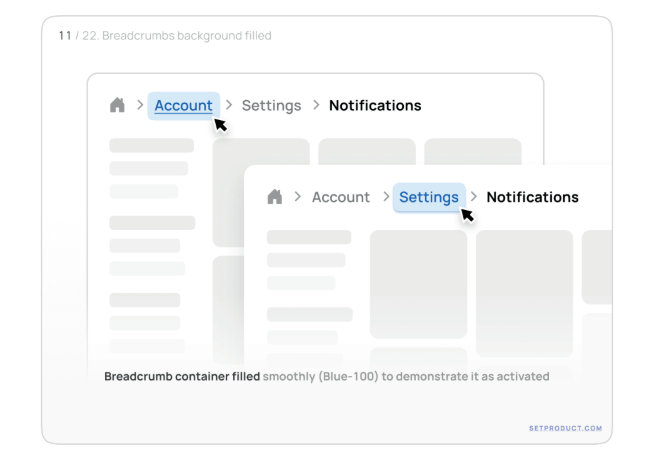 11 / 22. Breadcrumbs background filled
> Account > Settings > Notifications
> Account > Settings > Notifications
Breadcrumb container filled smoothly (Blue-100) to demonstrate it as activated
SETPRODUCT.COM